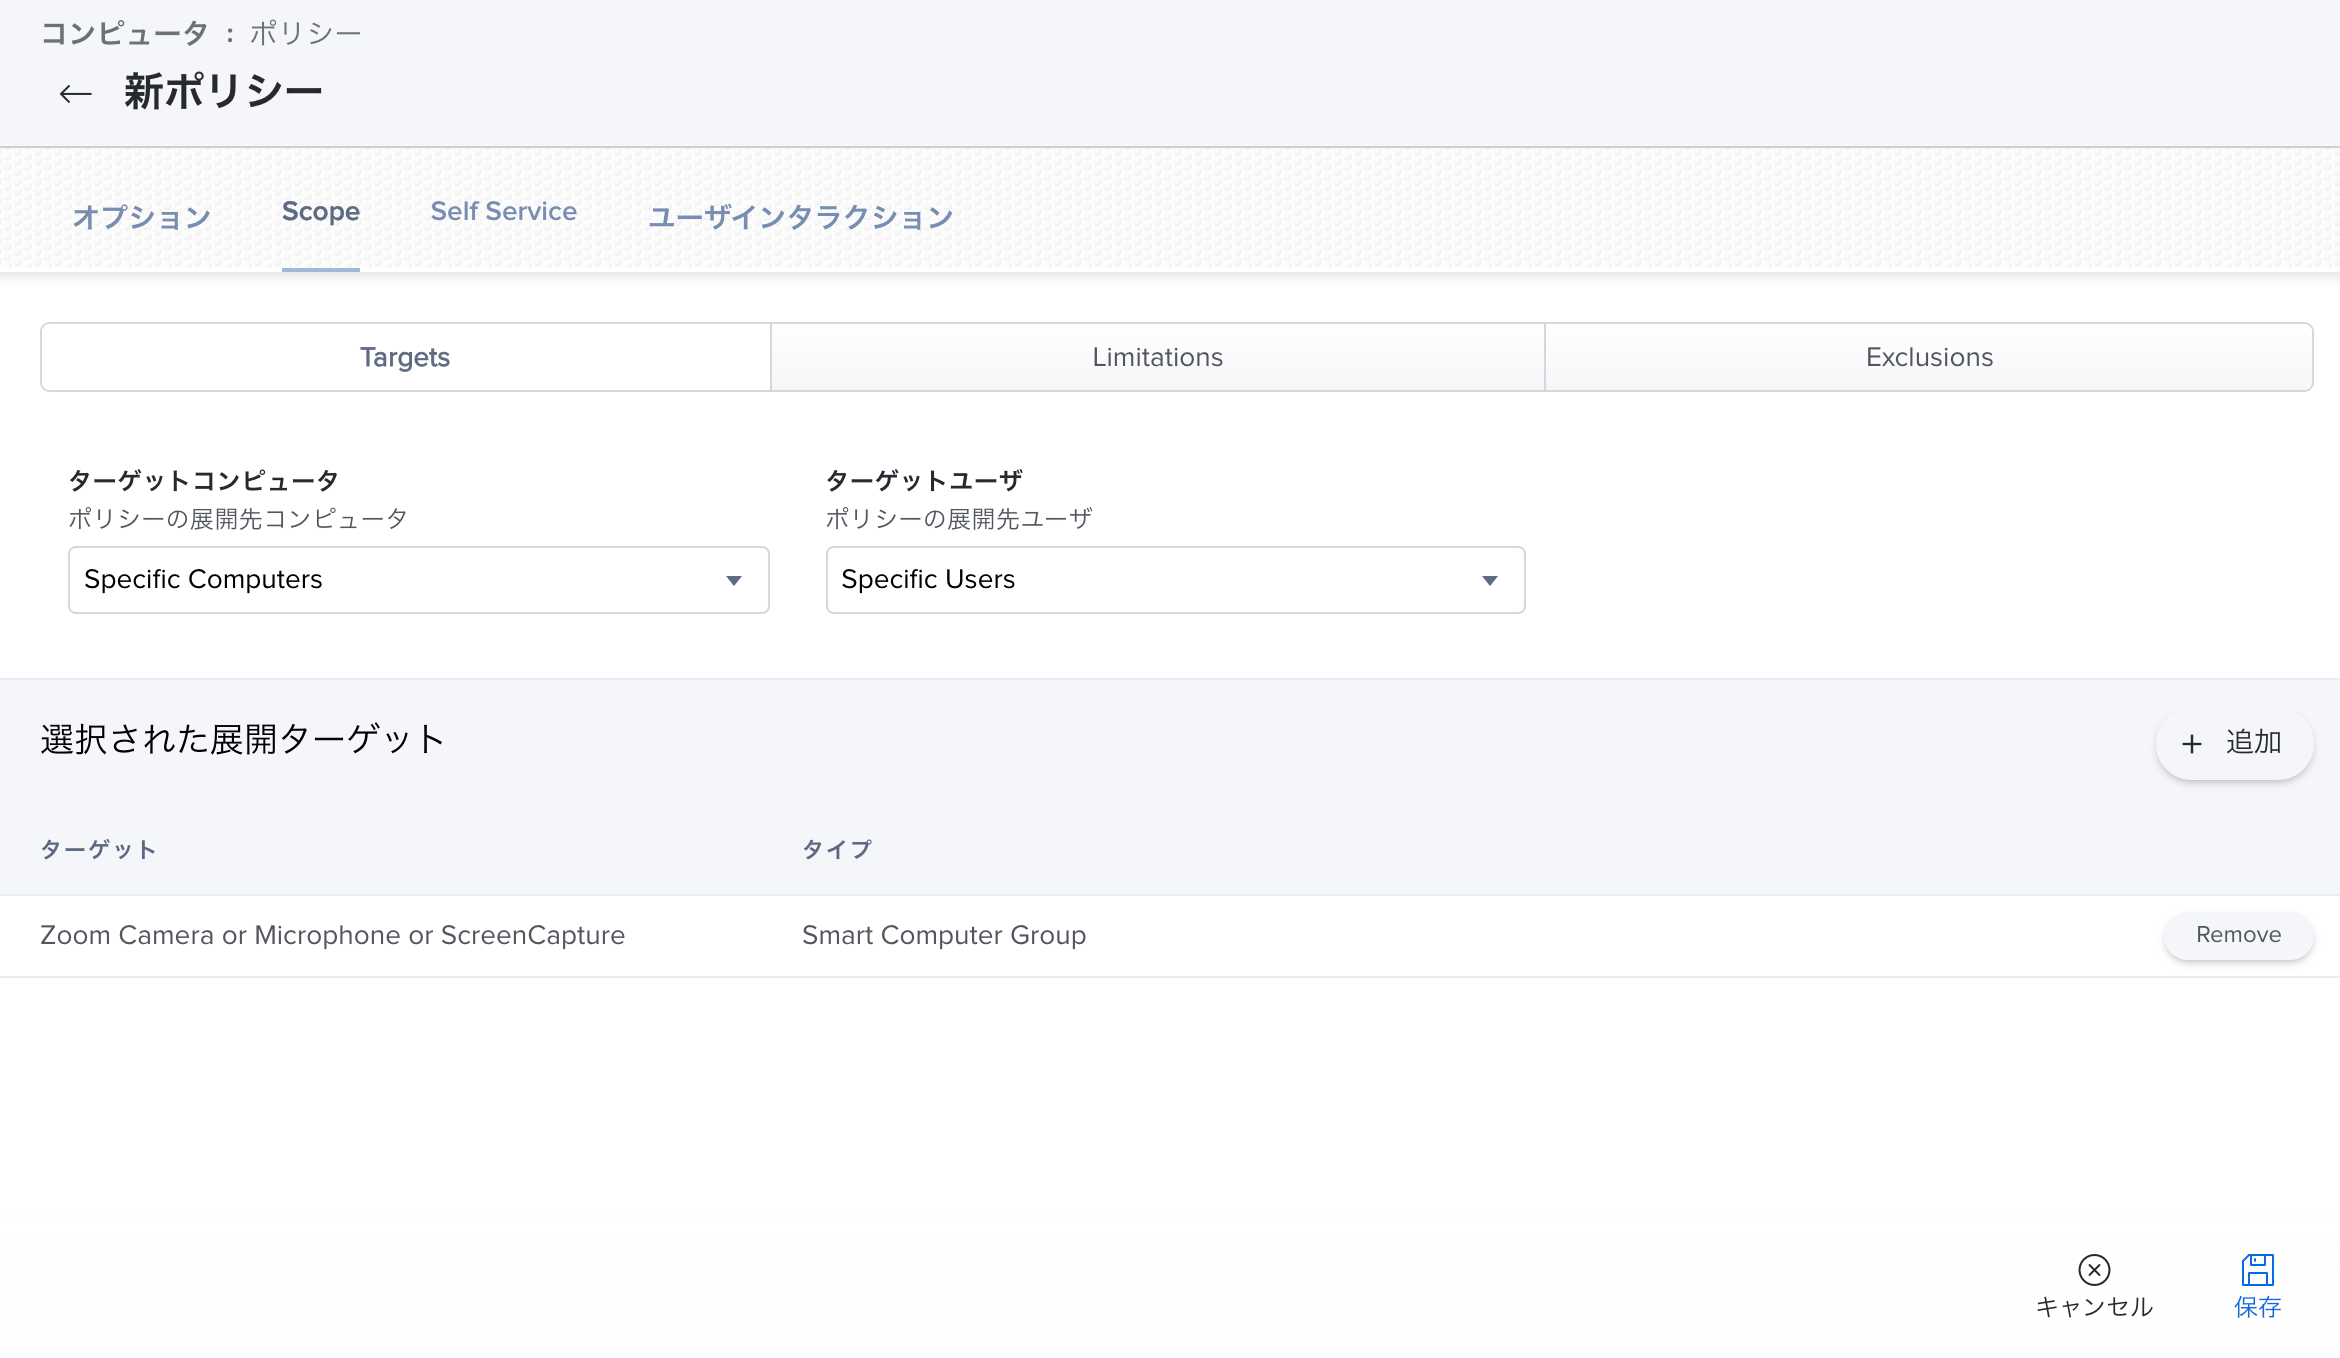 コンピュータ : ポリシー
← 新ポリシー
オプション Scope Self Service ユーザインタラクション
Targets Limitations Exclusions
ターゲットコンピュータ
ポリシーの展開先コンピュータ
Specific Computers
ターゲットユーザ
ポリシーの展開先ユーザ
Specific Users
選択された展開ターゲット
+ 追加
ターゲット タイプ
Zoom Camera or Microphone or ScreenCapture Smart Computer Group Remove
キャンセル 保存